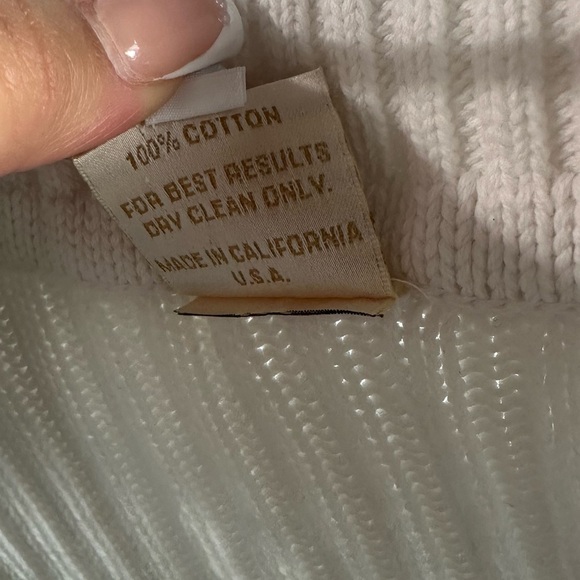 100% COTTON
FOR BEST RESULTS
DRY CLEAN ONLY.
MADE IN CALIFORNIA
U.S.A.